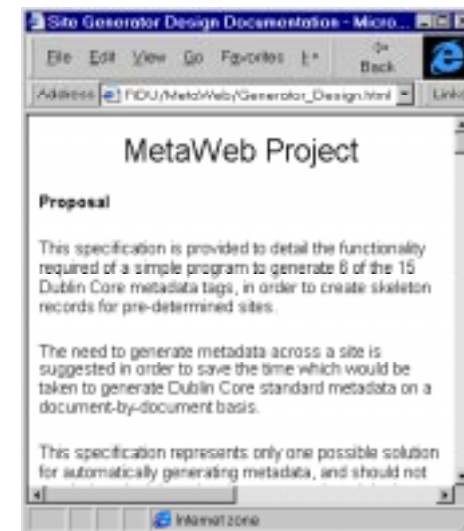 Site Generator Design Documentation - Micro...
File Edit View Go Favorites
Back
Address FIDU/MetaWeb/Generator_Design.html Links
MetaWeb Project
Proposal
This specification is provided to detail the functionality
required of a simple program to generate 6 of the 15
Dublin Core metadata tags, in order to create skeleton
records for pre-determined sites.
The need to generate metadata across a site is
suggested in order to save the time which would be
taken to generate Dublin Core standard metadata on a
document-by-document basis.
This specification represents only one possible solution
for automatically generating metadata, and should not
Internet zone